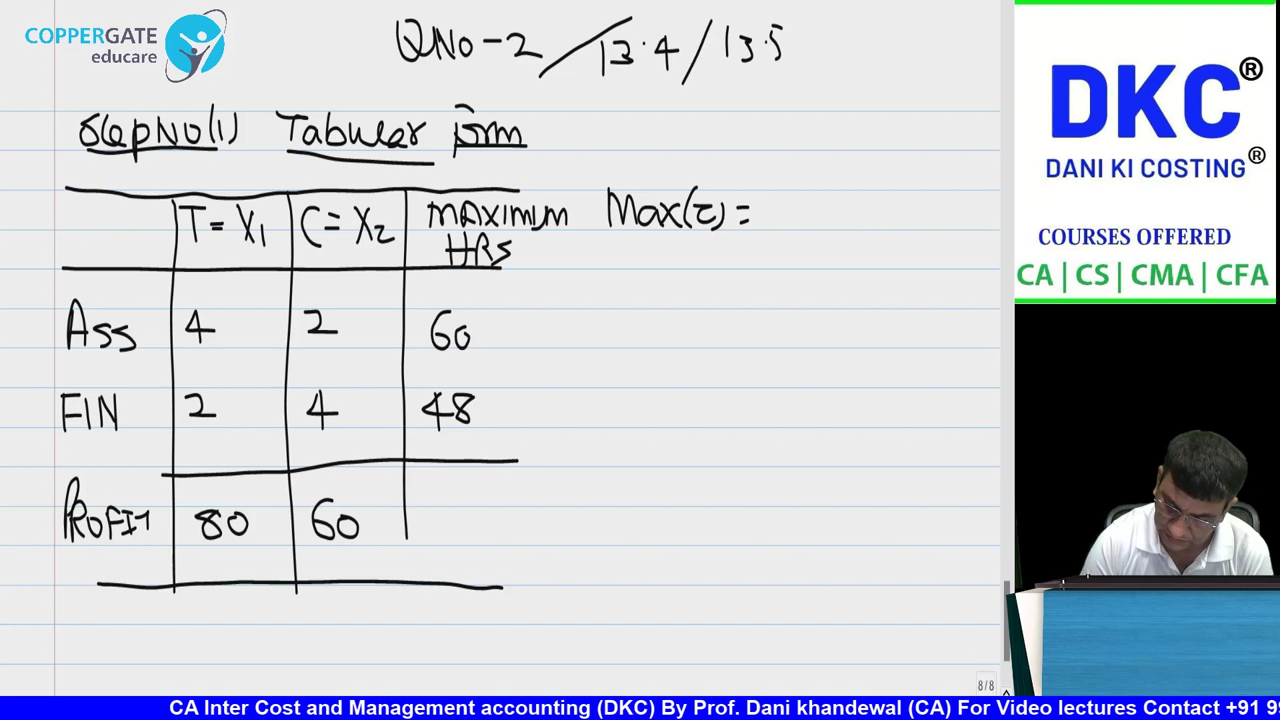 COPPERGATE
educare
QNo-2 / 13.4 / 13.5
StepNo(1) Tabular form
T = X1 C = X2 MAXIMUM HRS
Max(Z) =
Ass 4 2 60
FIN 2 4 48
PROFIT 80 60
8/8
DKC®
DANI KI COSTING®
COURSES OFFERED
CA | CS | CMA | CFA
CA Inter Cost and Management accounting (DKC) By Prof. Dani khandewal (CA) For Video lectures Contact +91 9